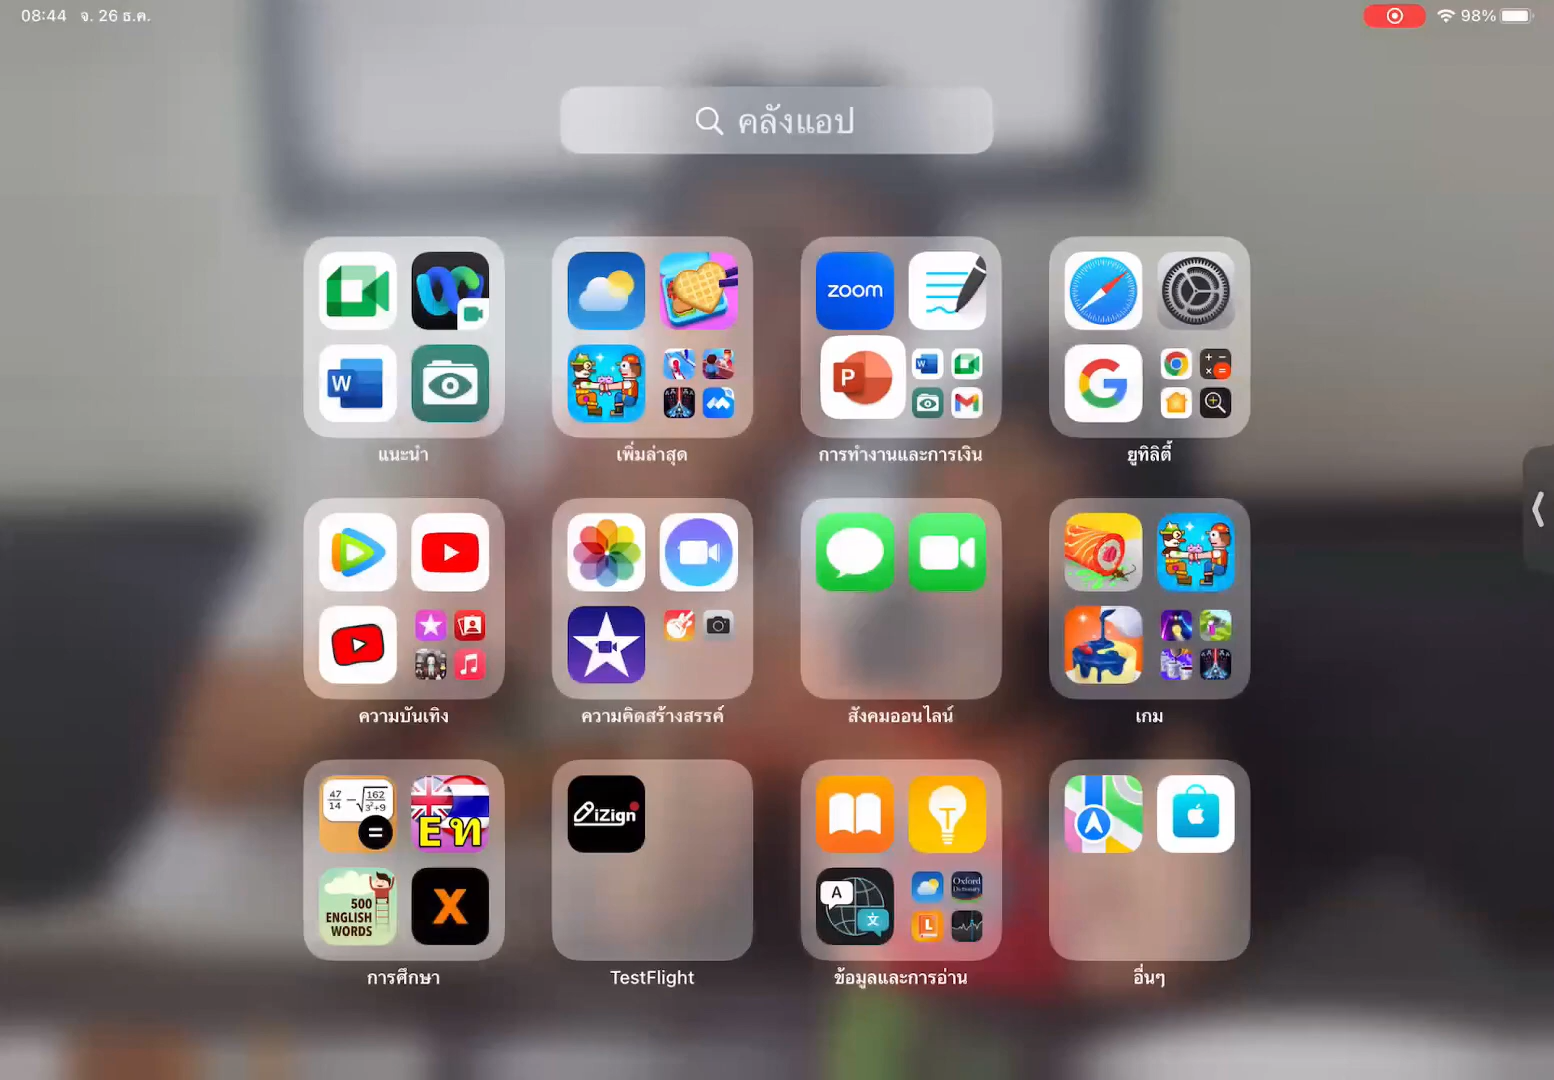 08:44 จ. 26 ธ.ค.
98%
คลังแอป
zoom
W
P
W
G
แนะนำ
เพิ่มล่าสุด
การทำงานและการเงิน
ยูทิลิตี้
ความบันเทิง
ความคิดสร้างสรรค์
สังคมออนไลน์
เกม
47
14
162
3²+9
=
E ท
500
ENGLISH
WORDS
X
iZign
T
A
文
Oxford
Dictionary
L
การศึกษา
TestFlight
ข้อมูลและการอ่าน
อื่นๆ